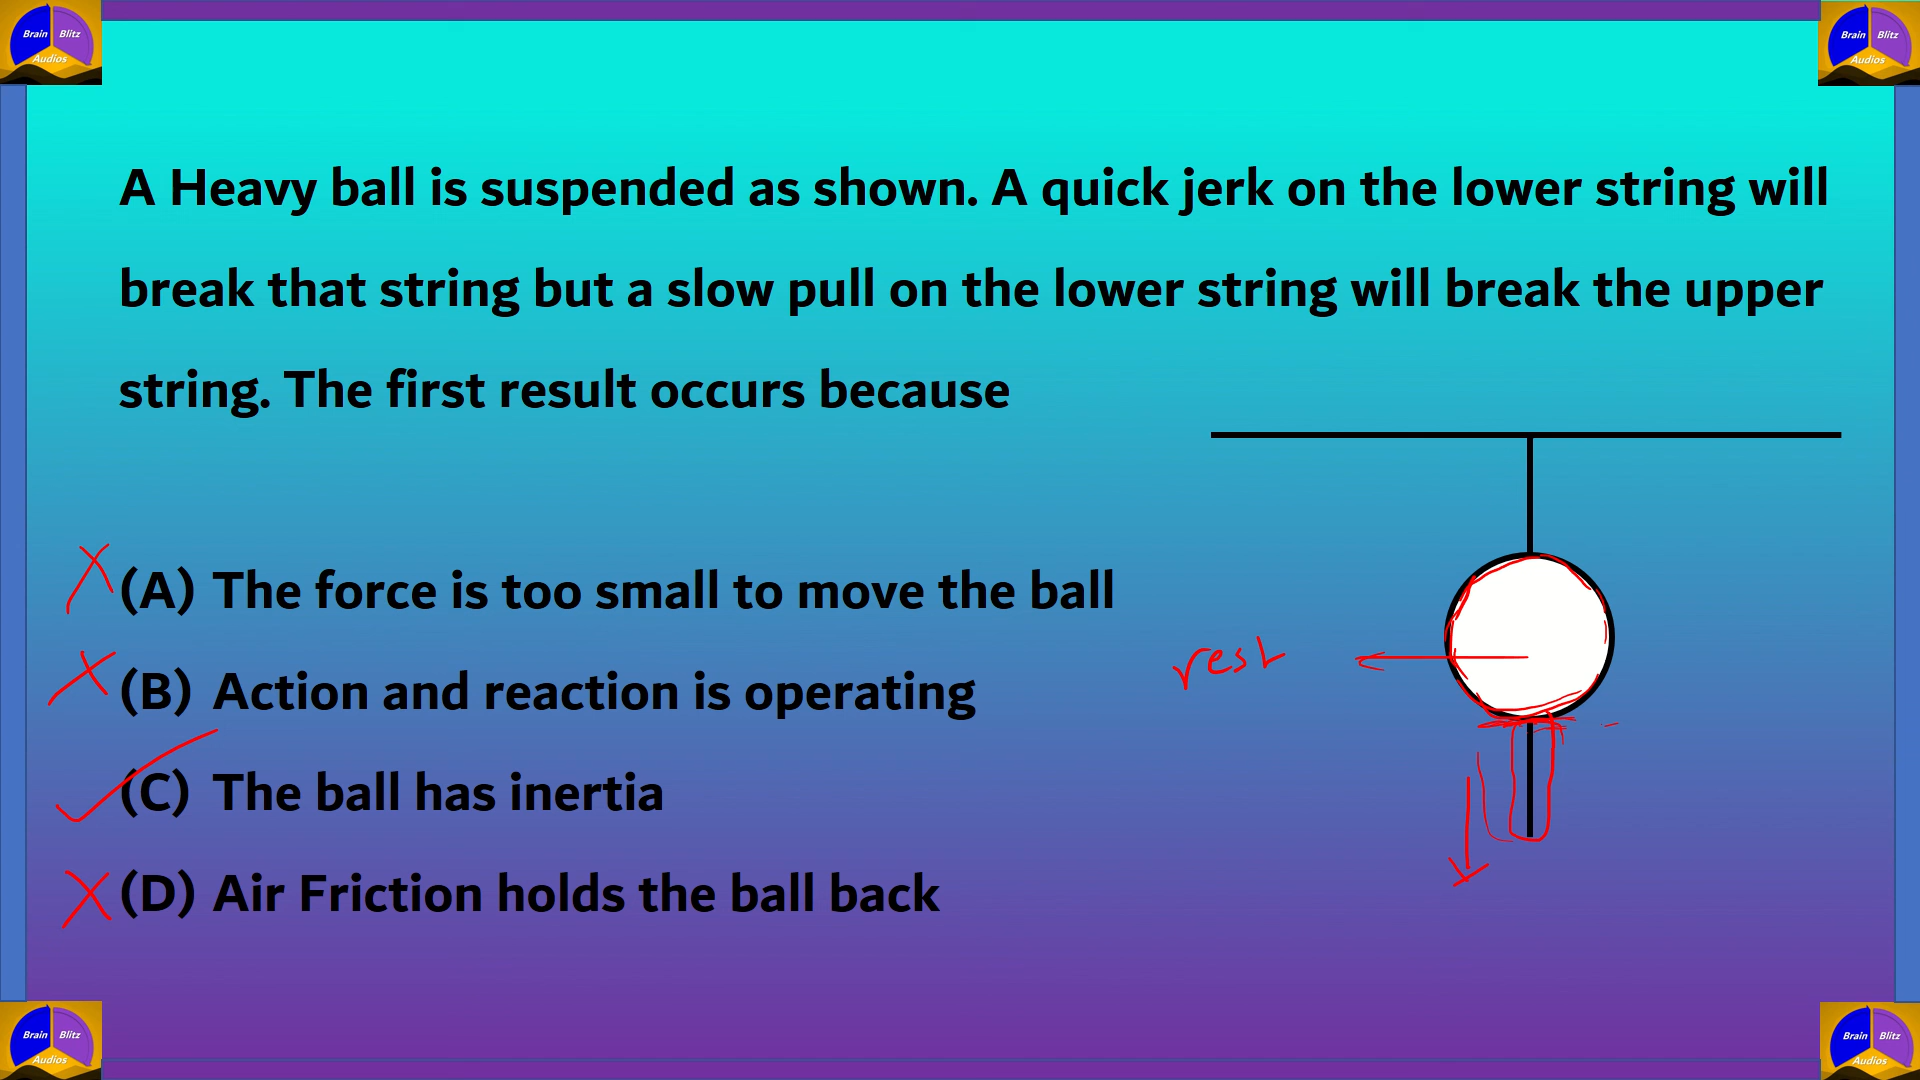 Brain Blitz
Audios
Brain Blitz
Audios
A Heavy ball is suspended as shown. A quick jerk on the lower string will
break that string but a slow pull on the lower string will break the upper
string. The first result occurs because
(A) The force is too small to move the ball
rest
(B) Action and reaction is operating
(C) The ball has inertia
(D) Air Friction holds the ball back
Brain Blitz
Audios
Brain Blitz
Audios